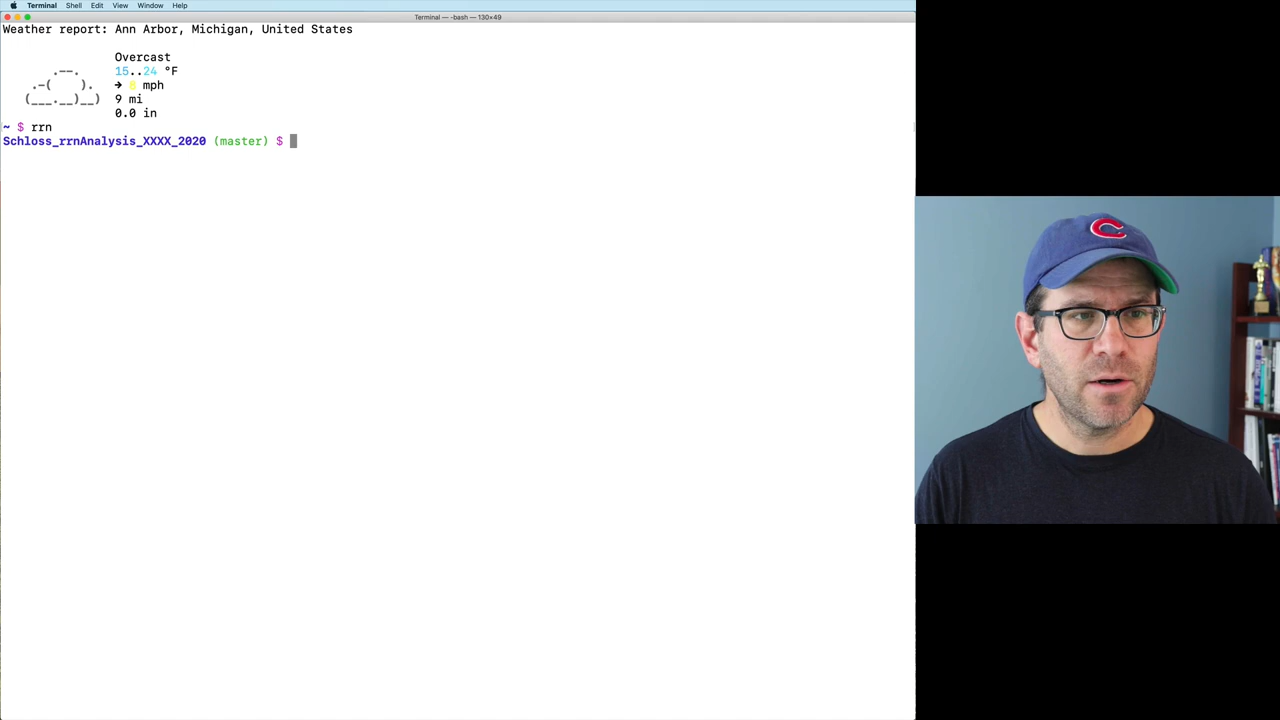 Terminal Shell Edit View Window Help
Terminal — -bash — 130×49
Weather report: Ann Arbor, Michigan, United States
Overcast
15..24 °F
→ 6 mph
9 mi
0.0 in
~ $ rrn
Schloss_rrnAnalysis_XXXX_2020 (master) $
C